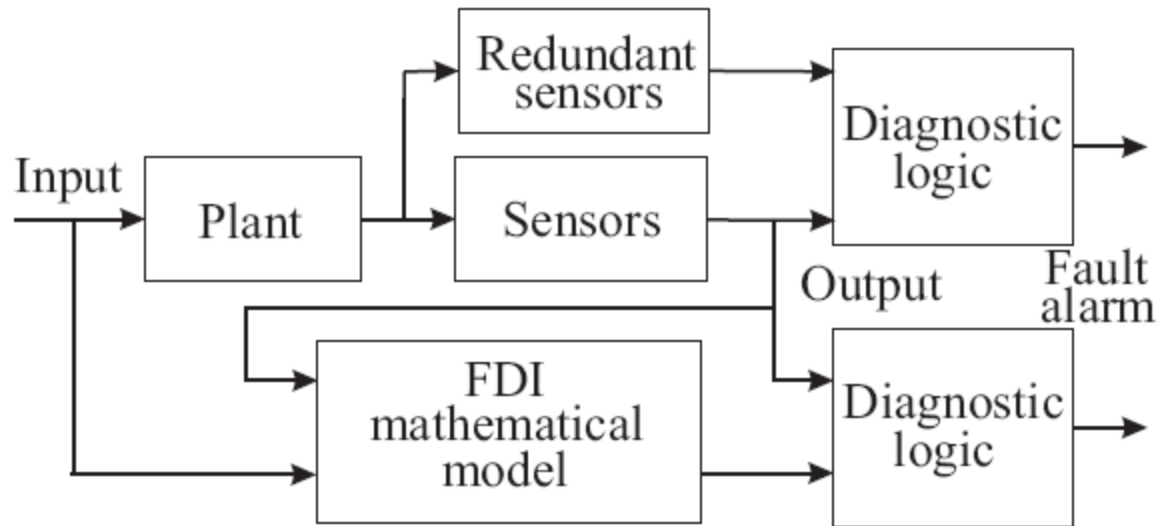 Redundant
sensors
Diagnostic
logic
Input
Plant
Sensors
Output
Fault
alarm
FDI
mathematical
model
Diagnostic
logic